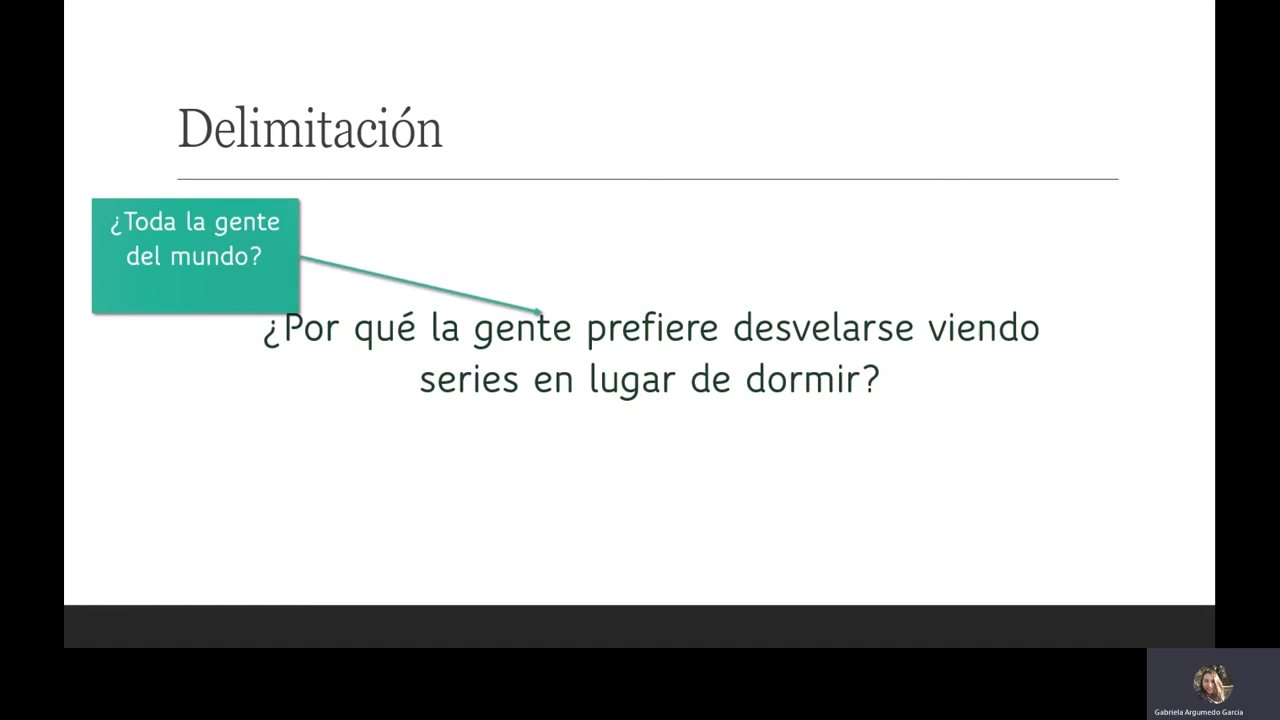 Delimitación
¿Toda la gente
del mundo?
¿Por qué la gente prefiere desvelarse viendo
series en lugar de dormir?
Gabriela Argumedo Garcia